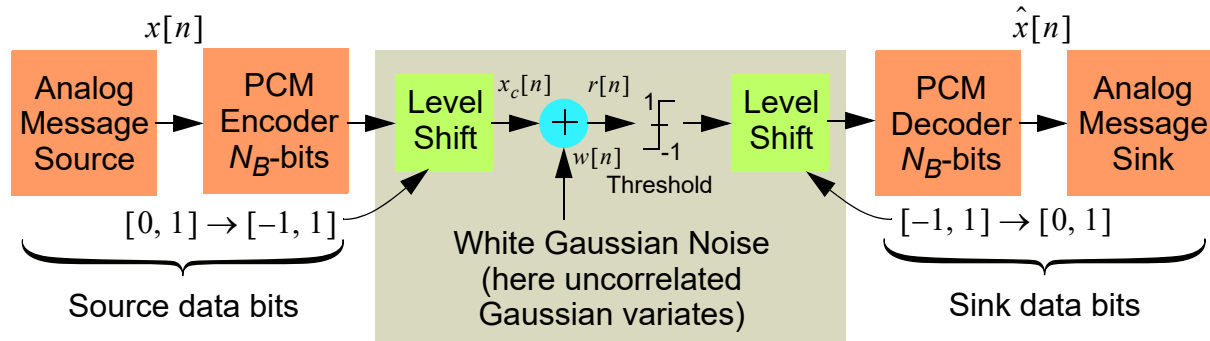 x[n]
x̂[n]
Analog
Message
Source
PCM
Encoder
N_B-bits
Level
Shift
x_c[n]
+
r[n]
w[n]
1
-1
Threshold
Level
Shift
PCM
Decoder
N_B-bits
Analog
Message
Sink
[0, 1] → [–1, 1]
[–1, 1] → [0, 1]
White Gaussian Noise
(here uncorrelated
Gaussian variates)
Source data bits
Sink data bits